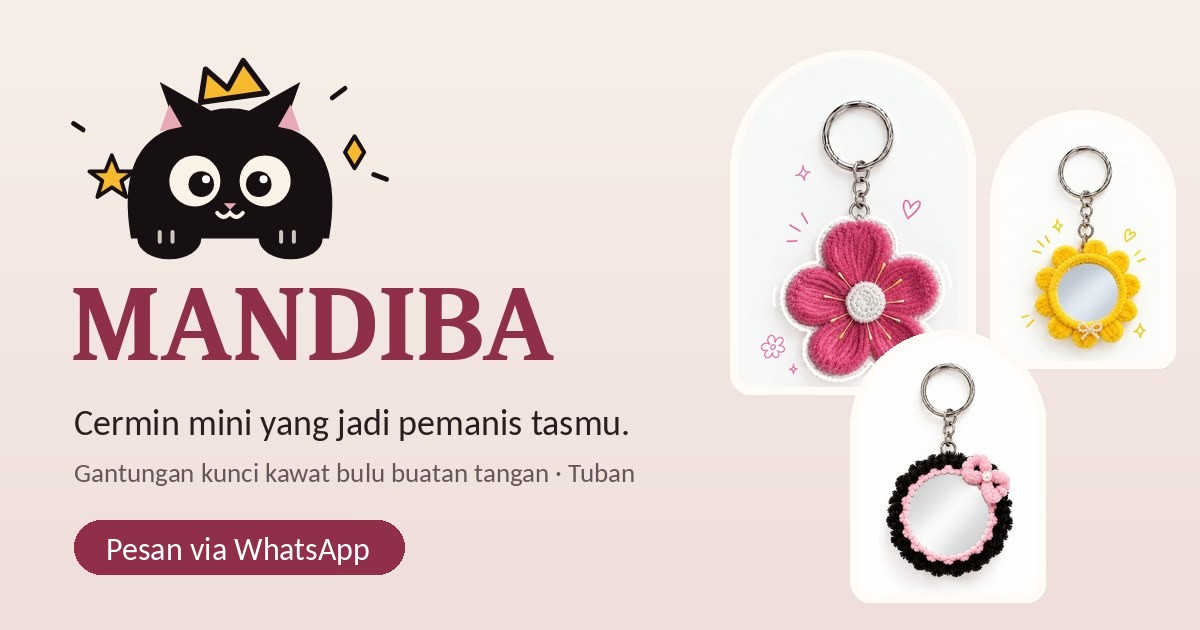 MANDIBA
Cermin mini yang jadi pemanis tasmu.
Gantungan kunci kawat bulu buatan tangan · Tuban
Pesan via WhatsApp